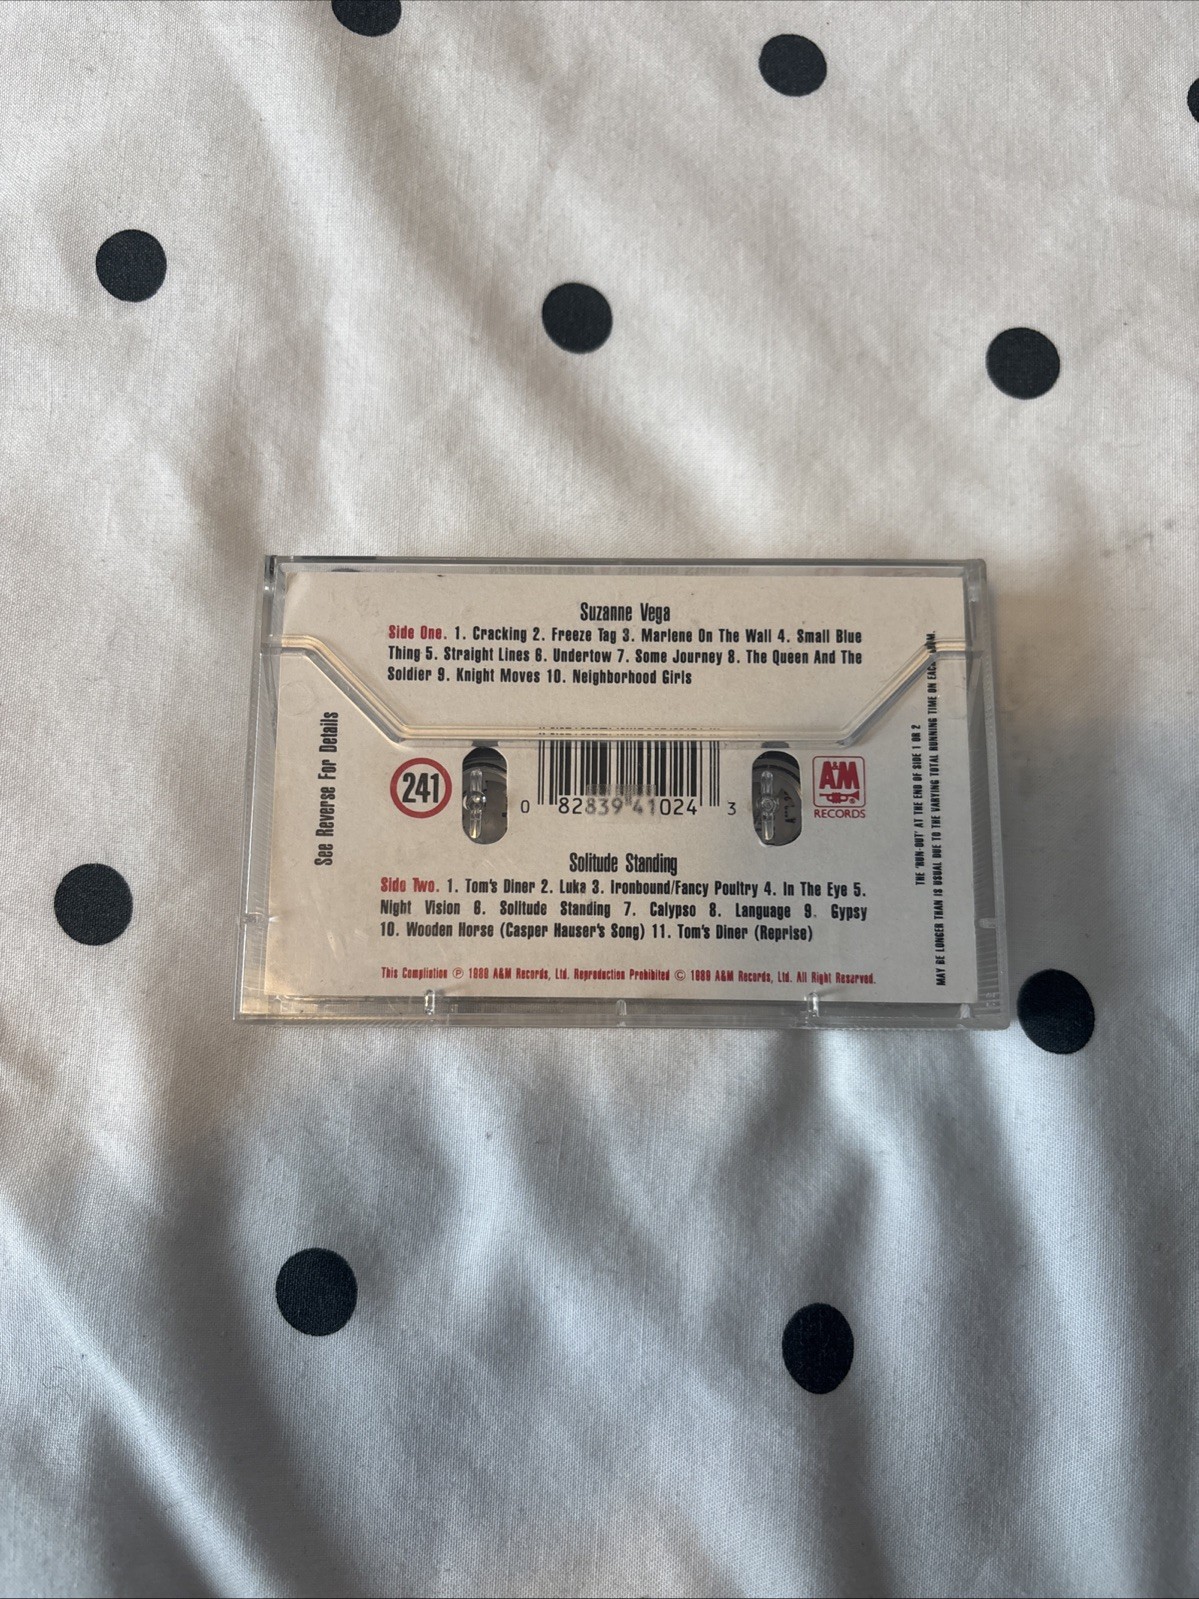 Suzanne Vega
Side One. 1. Cracking 2. Freeze Tag 3. Marlene On The Wall 4. Small Blue
Thing 5. Straight Lines 6. Undertow 7. Some Journey 8. The Queen And The
Soldier 9. Knight Moves 10. Neighborhood Girls
See Reverse For Details
241
0 82839 41024 3
A&M
RECORDS
Solitude Standing
Side Two. 1. Tom's Diner 2. Luka 3. Ironbound/Fancy Poultry 4. In The Eye 5.
Night Vision 6. Solitude Standing 7. Calypso 8. Language 9. Gypsy
10. Wooden Horse (Casper Hauser's Song) 11. Tom's Diner (Reprise)
This Compilation ℗ 1989 A&M Records, Ltd. Reproduction Prohibited © 1989 A&M Records, Ltd. All Right Reserved.
THE 'RUN-OUT' AT THE END OF SIDE 1 OR 2
MAY BE LONGER THAN IS USUAL DUE TO THE VARYING TOTAL RUNNING TIME ON EACH